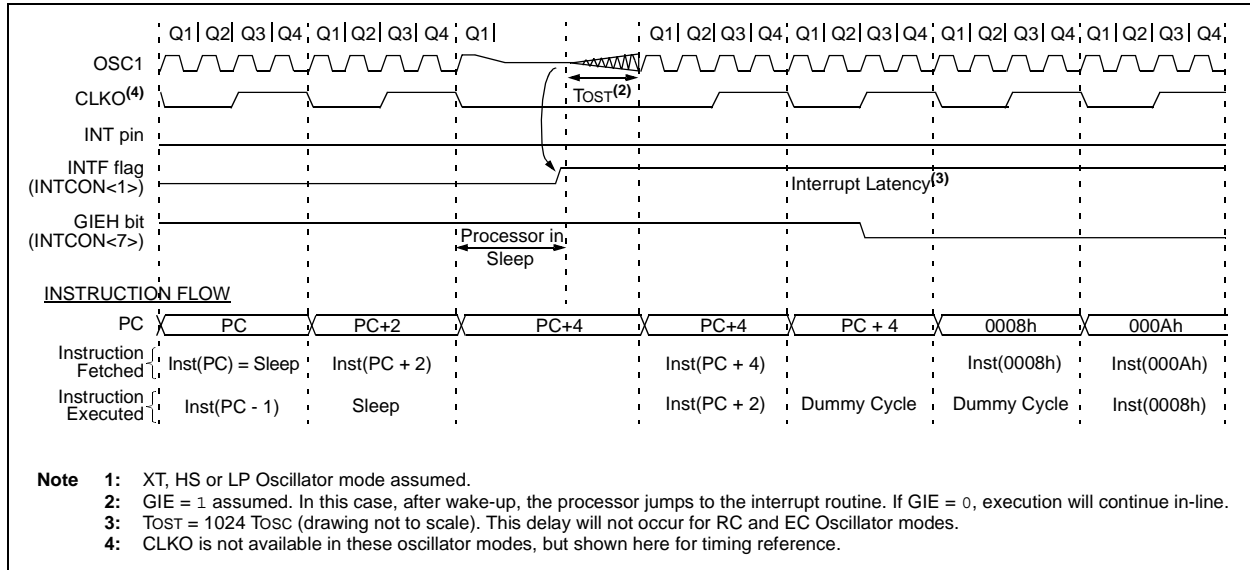 Q1 Q2 Q3 Q4 Q1 Q2 Q3 Q4 Q1 Q1 Q2 Q3 Q4 Q1 Q2 Q3 Q4 Q1 Q2 Q3 Q4 Q1 Q2 Q3 Q4
OSC1
CLKO(4) TOST(2)
INT pin
INTF flag
(INTCON<1>) Interrupt Latency(3)
GIEH bit
(INTCON<7>) Processor in
Sleep
INSTRUCTION FLOW
PC PC PC+2 PC+4 PC+4 PC + 4 0008h 000Ah
Instruction
Fetched Inst(PC) = Sleep Inst(PC + 2) Inst(PC + 4) Inst(0008h) Inst(000Ah)
Instruction
Executed Inst(PC - 1) Sleep Inst(PC + 2) Dummy Cycle Dummy Cycle Inst(0008h)
Note 1: XT, HS or LP Oscillator mode assumed.
2: GIE = 1 assumed. In this case, after wake-up, the processor jumps to the interrupt routine. If GIE = 0, execution will continue in-line.
3: TOST = 1024 TOSC (drawing not to scale). This delay will not occur for RC and EC Oscillator modes.
4: CLKO is not available in these oscillator modes, but shown here for timing reference.